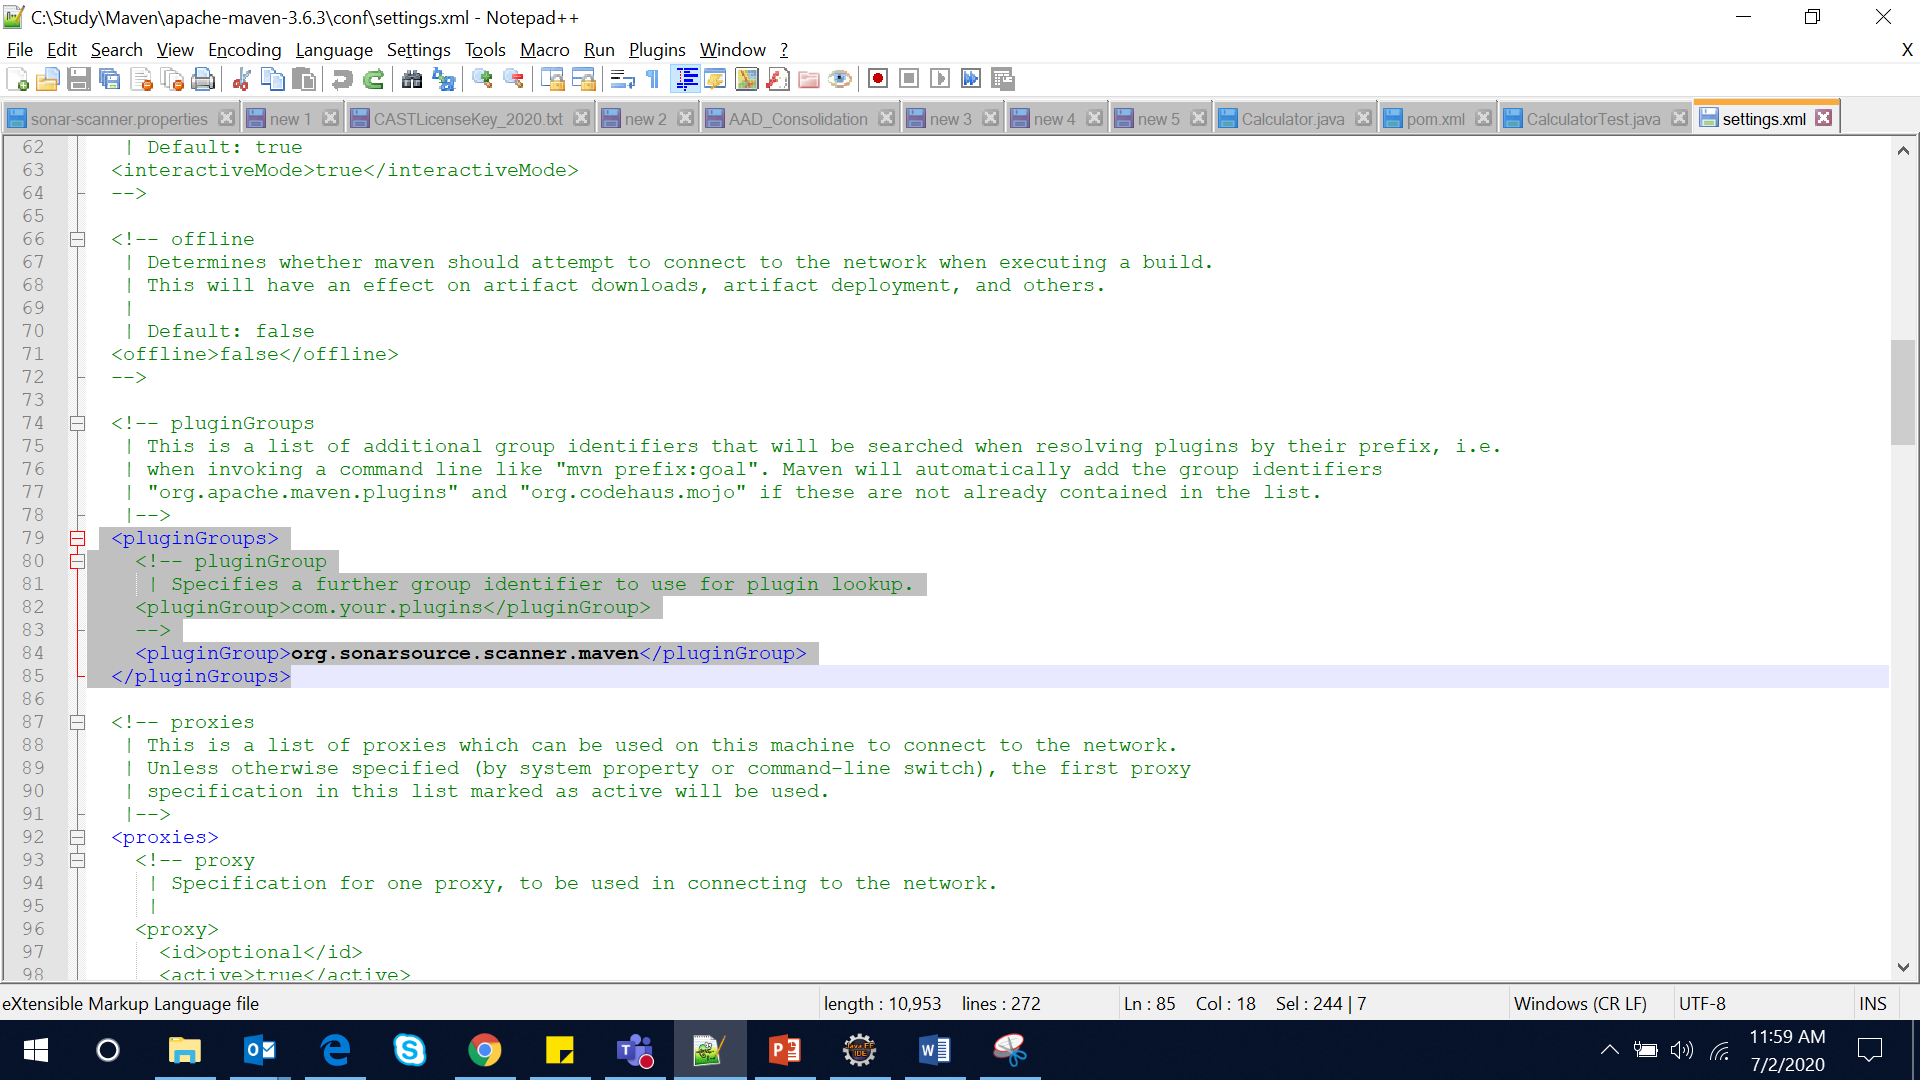 C:\Study\Maven\apache-maven-3.6.3\conf\settings.xml - Notepad++
File Edit Search View Encoding Language Settings Tools Macro Run Plugins Window ? X
sonar-scanner.properties new 1 CASTLicenseKey_2020.txt new 2 AAD_Consolidation new 3 new 4 new 5 Calculator.java pom.xml CalculatorTest.java settings.xml
62 | Default: true
63 <interactiveMode>true</interactiveMode>
64 -->
65
66 <!-- offline
67 | Determines whether maven should attempt to connect to the network when executing a build.
68 | This will have an effect on artifact downloads, artifact deployment, and others.
69 |
70 | Default: false
71 <offline>false</offline>
72 -->
73
74 <!-- pluginGroups
75 | This is a list of additional group identifiers that will be searched when resolving plugins by their prefix, i.e.
76 | when invoking a command line like "mvn prefix:goal". Maven will automatically add the group identifiers
77 | "org.apache.maven.plugins" and "org.codehaus.mojo" if these are not already contained in the list.
78 |-->
79 <pluginGroups>
80 <!-- pluginGroup
81 | Specifies a further group identifier to use for plugin lookup.
82 <pluginGroup>com.your.plugins</pluginGroup>
83 -->
84 <pluginGroup>org.sonarsource.scanner.maven</pluginGroup>
85 </pluginGroups>
86
87 <!-- proxies
88 | This is a list of proxies which can be used on this machine to connect to the network.
89 | Unless otherwise specified (by system property or command-line switch), the first proxy
90 | specification in this list marked as active will be used.
91 |-->
92 <proxies>
93 <!-- proxy
94 | Specification for one proxy, to be used in connecting to the network.
95 |
96 <proxy>
97 <id>optional</id>
98 <active>true</active>
eXtensible Markup Language file length : 10,953 lines : 272 Ln : 85 Col : 18 Sel : 244 | 7 Windows (CR LF) UTF-8 INS
11:59 AM
7/2/2020